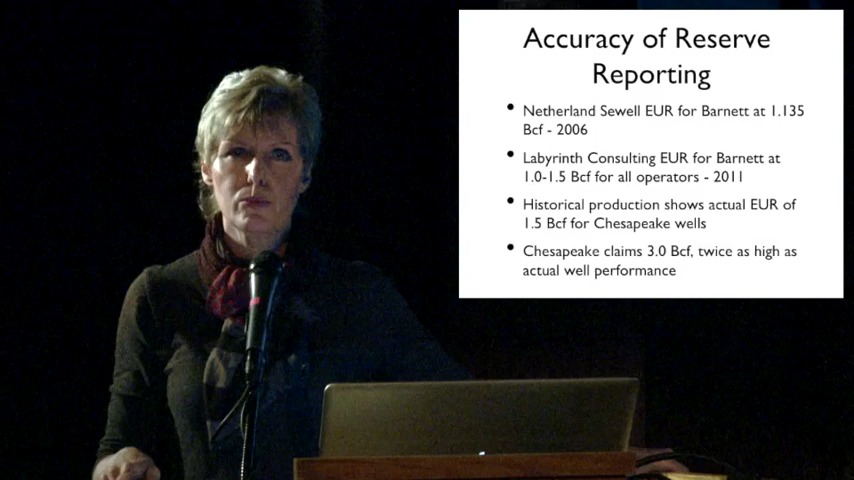 Accuracy of Reserve
Reporting
• Netherland Sewell EUR for Barnett at 1.135
Bcf - 2006
• Labyrinth Consulting EUR for Barnett at
1.0-1.5 Bcf for all operators - 2011
• Historical production shows actual EUR of
1.5 Bcf for Chesapeake wells
• Chesapeake claims 3.0 Bcf, twice as high as
actual well performance